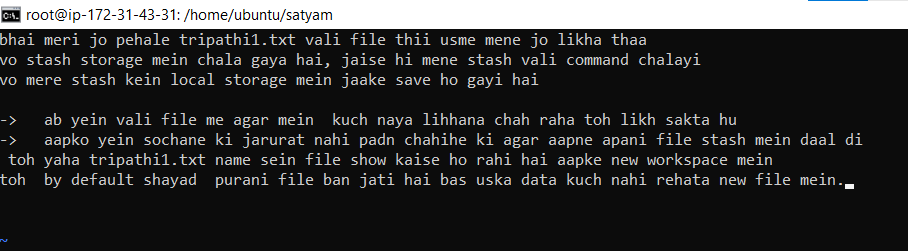 root@ip-172-31-43-31: /home/ubuntu/satyam
bhai meri jo pehale tripathi1.txt vali file thii usme mene jo likha thaa
vo stash storage mein chala gaya hai, jaise hi mene stash vali command chalayi
vo mere stash kein local storage mein jaake save ho gayi hai
-> ab yein vali file me agar mein kuch naya lihhana chah raha toh likh sakta hu
-> aapko yein sochane ki jarurat nahi padn chahihe ki agar aapne apani file stash mein daal di
toh yaha tripathi1.txt name sein file show kaise ho rahi hai aapke new workspace mein
toh by default shayad purani file ban jati hai bas uska data kuch nahi rehata new file mein.
~